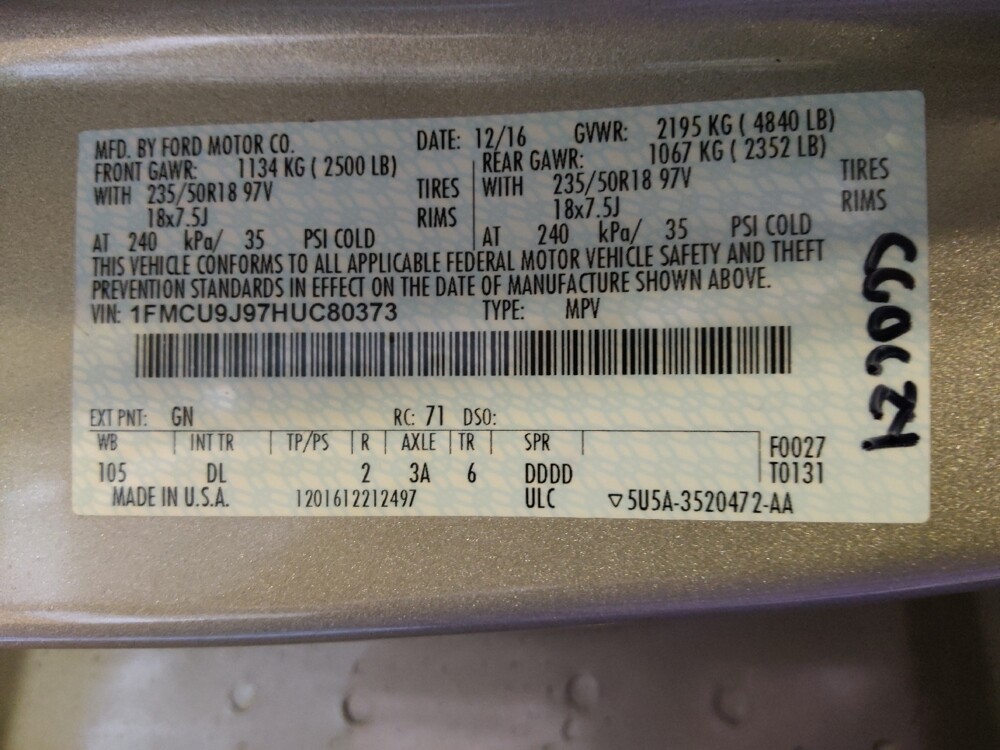 MFD. BY FORD MOTOR CO. DATE: 12/16 GVWR: 2195 KG ( 4840 LB)
FRONT GAWR: 1134 KG ( 2500 LB) REAR GAWR: 1067 KG ( 2352 LB)
WITH 235/50R18 97V TIRES WITH 235/50R18 97V TIRES
18x7.5J RIMS 18x7.5J RIMS
AT 240 kPa/ 35 PSI COLD AT 240 kPa/ 35 PSI COLD
THIS VEHICLE CONFORMS TO ALL APPLICABLE FEDERAL MOTOR VEHICLE SAFETY AND THEFT
PREVENTION STANDARDS IN EFFECT ON THE DATE OF MANUFACTURE SHOWN ABOVE.
VIN: 1FMCU9J97HUC80373 TYPE: MPV
EXT PNT: GN RC: 71 DSO:
WB INT TR TP/PS R AXLE TR SPR F0027
105 DL 2 3A 6 DDDD T0131
MADE IN U.S.A. 1201612212497 ULC ▽5U5A-3520472-AA